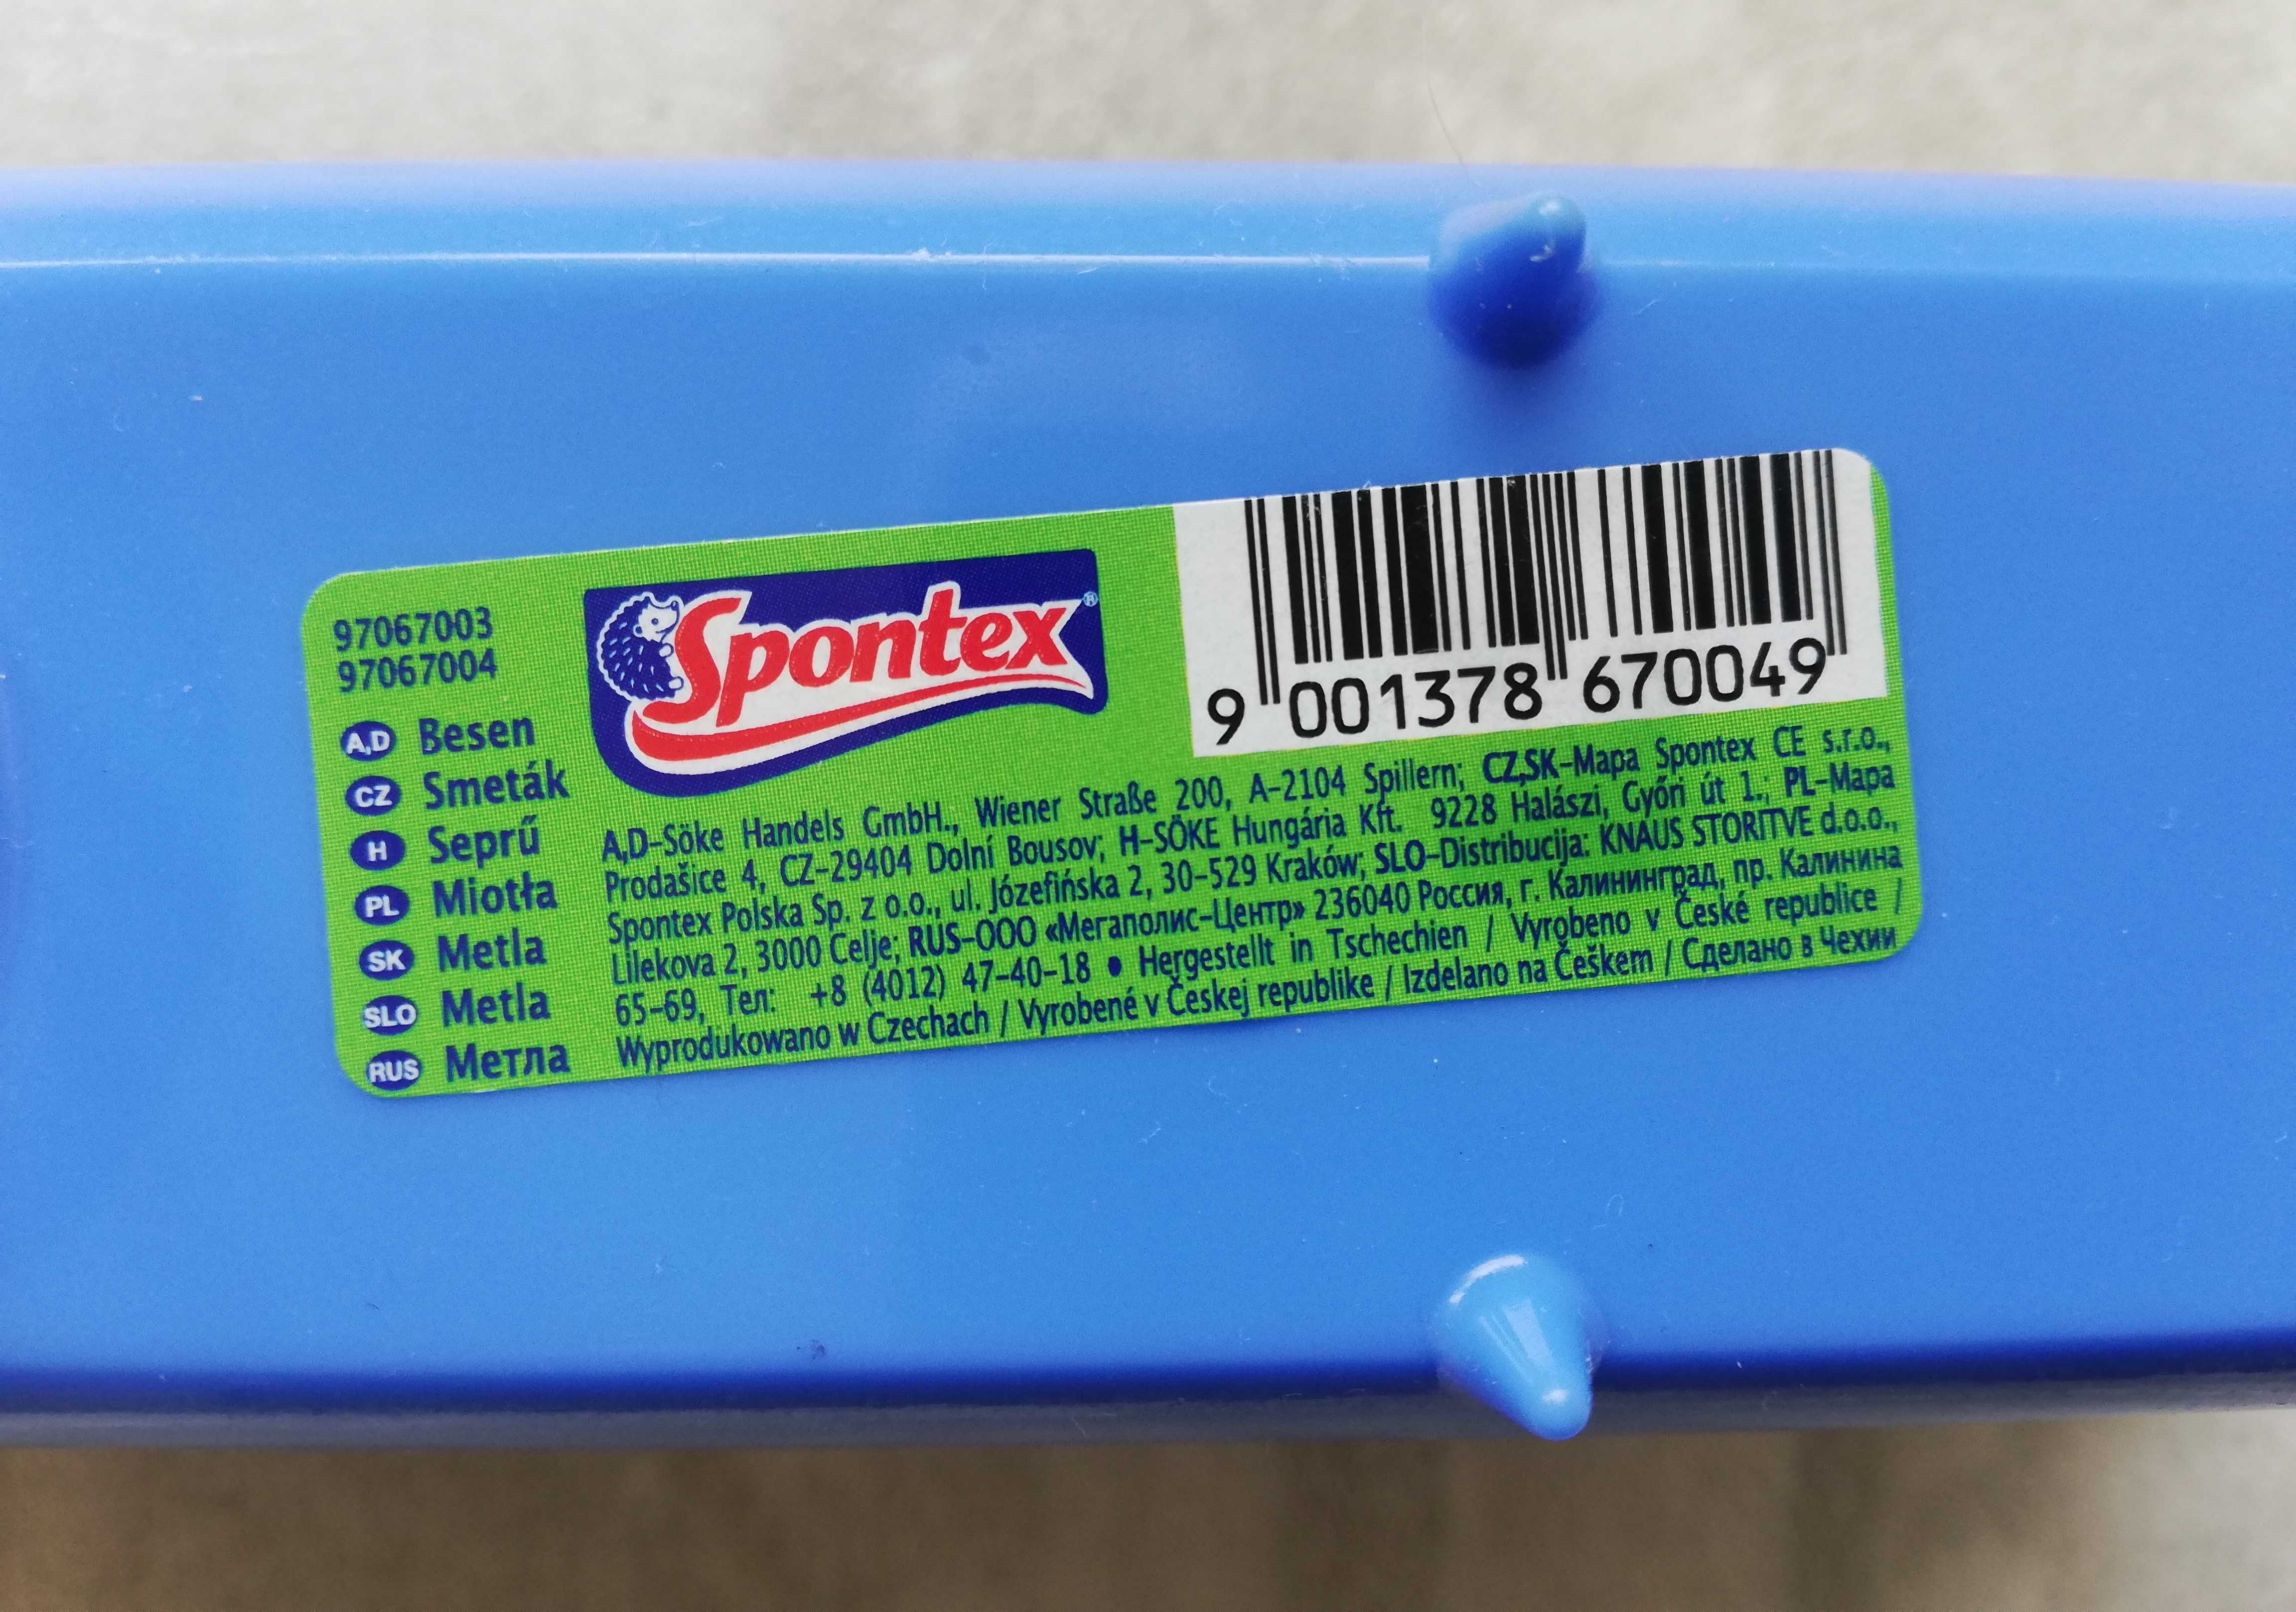 97067003
97067004
A,D Besen
CZ Smeták
H Seprű
PL Miotła
SK Metla
SLO Metla
RUS Метла
Spontex®
9 001378 670049
A,D-Söke Handels GmbH., Wiener Straße 200, A-2104 Spillern; CZ,SK-Mapa Spontex CE s.r.o.,
Prodašice 4, CZ-29404 Dolní Bousov; H-SÖKE Hungária Kft. 9228 Halászi, Győri út 1.; PL-Mapa
Spontex Polska Sp. z o.o., ul. Józefińska 2, 30-529 Kraków; SLO-Distribucija: KNAUS STORITVE d.o.o.,
Lilekova 2, 3000 Celje; RUS-ООО «Мегаполис-Центр» 236040 Россия, г. Калининград, пр. Калинина
65-69, Тел: +8 (4012) 47-40-18 • Hergestellt in Tschechien / Vyrobeno v České republice /
Wyprodukowano w Czechach / Vyrobené v Českej republike / Izdelano na Češkem / Сделано в Чехии